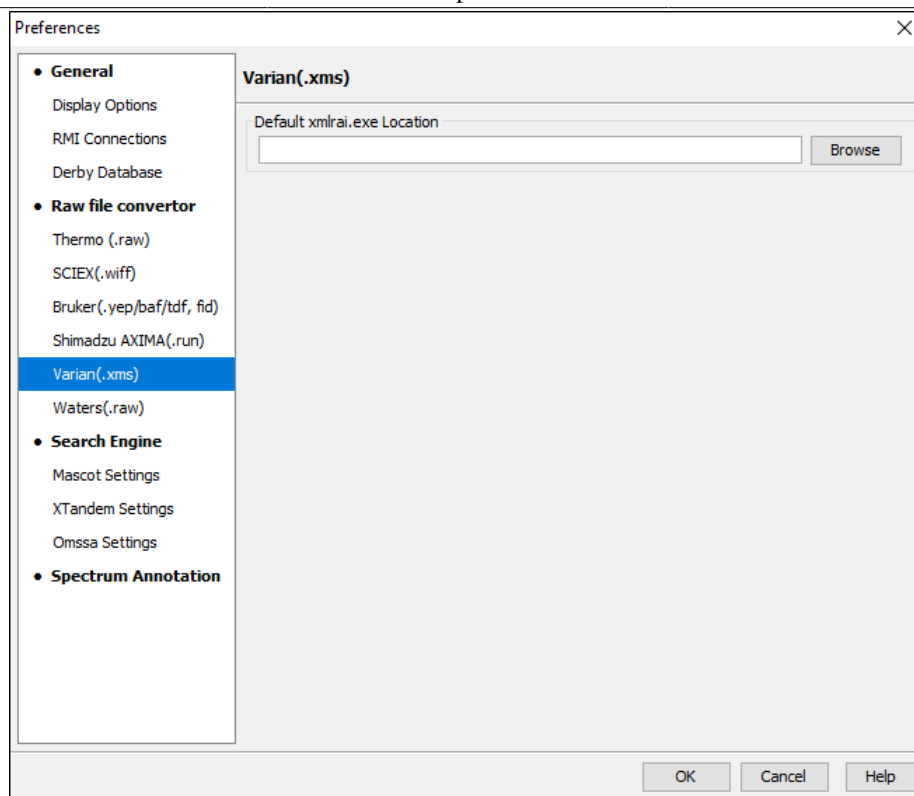 Preferences
• General
Display Options
RMI Connections
Derby Database
• Raw file convertor
Thermo (.raw)
SCIEX(.wiff)
Bruker(.yep/baf/tdf, fid)
Shimadzu AXIMA(.run)
Varian(.xms)
Waters(.raw)
• Search Engine
Mascot Settings
XTandem Settings
Omssa Settings
• Spectrum Annotation
Varian(.xms)
Default xmlrai.exe Location
Browse
OK Cancel Help